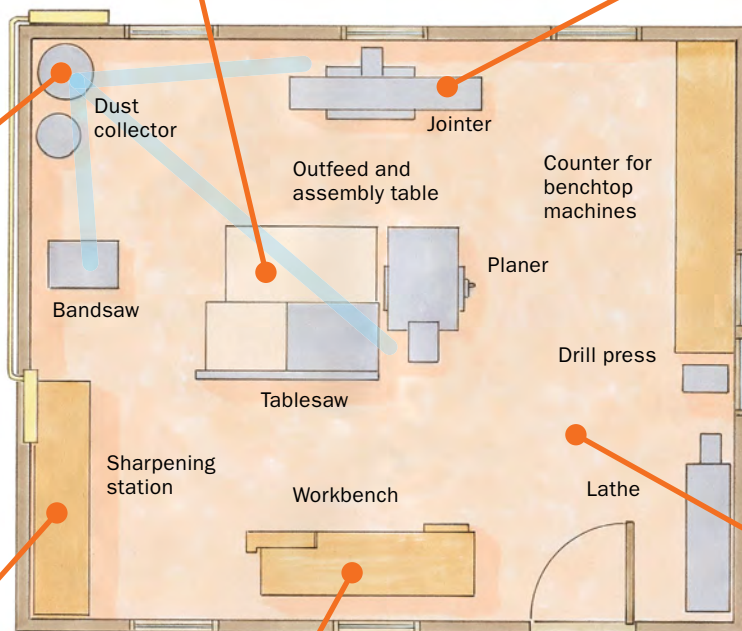 Dust
collector
Jointer
Outfeed and
assembly table
Counter for
benchtop
machines
Planer
Bandsaw
Drill press
Tablesaw
Sharpening
station
Workbench
Lathe